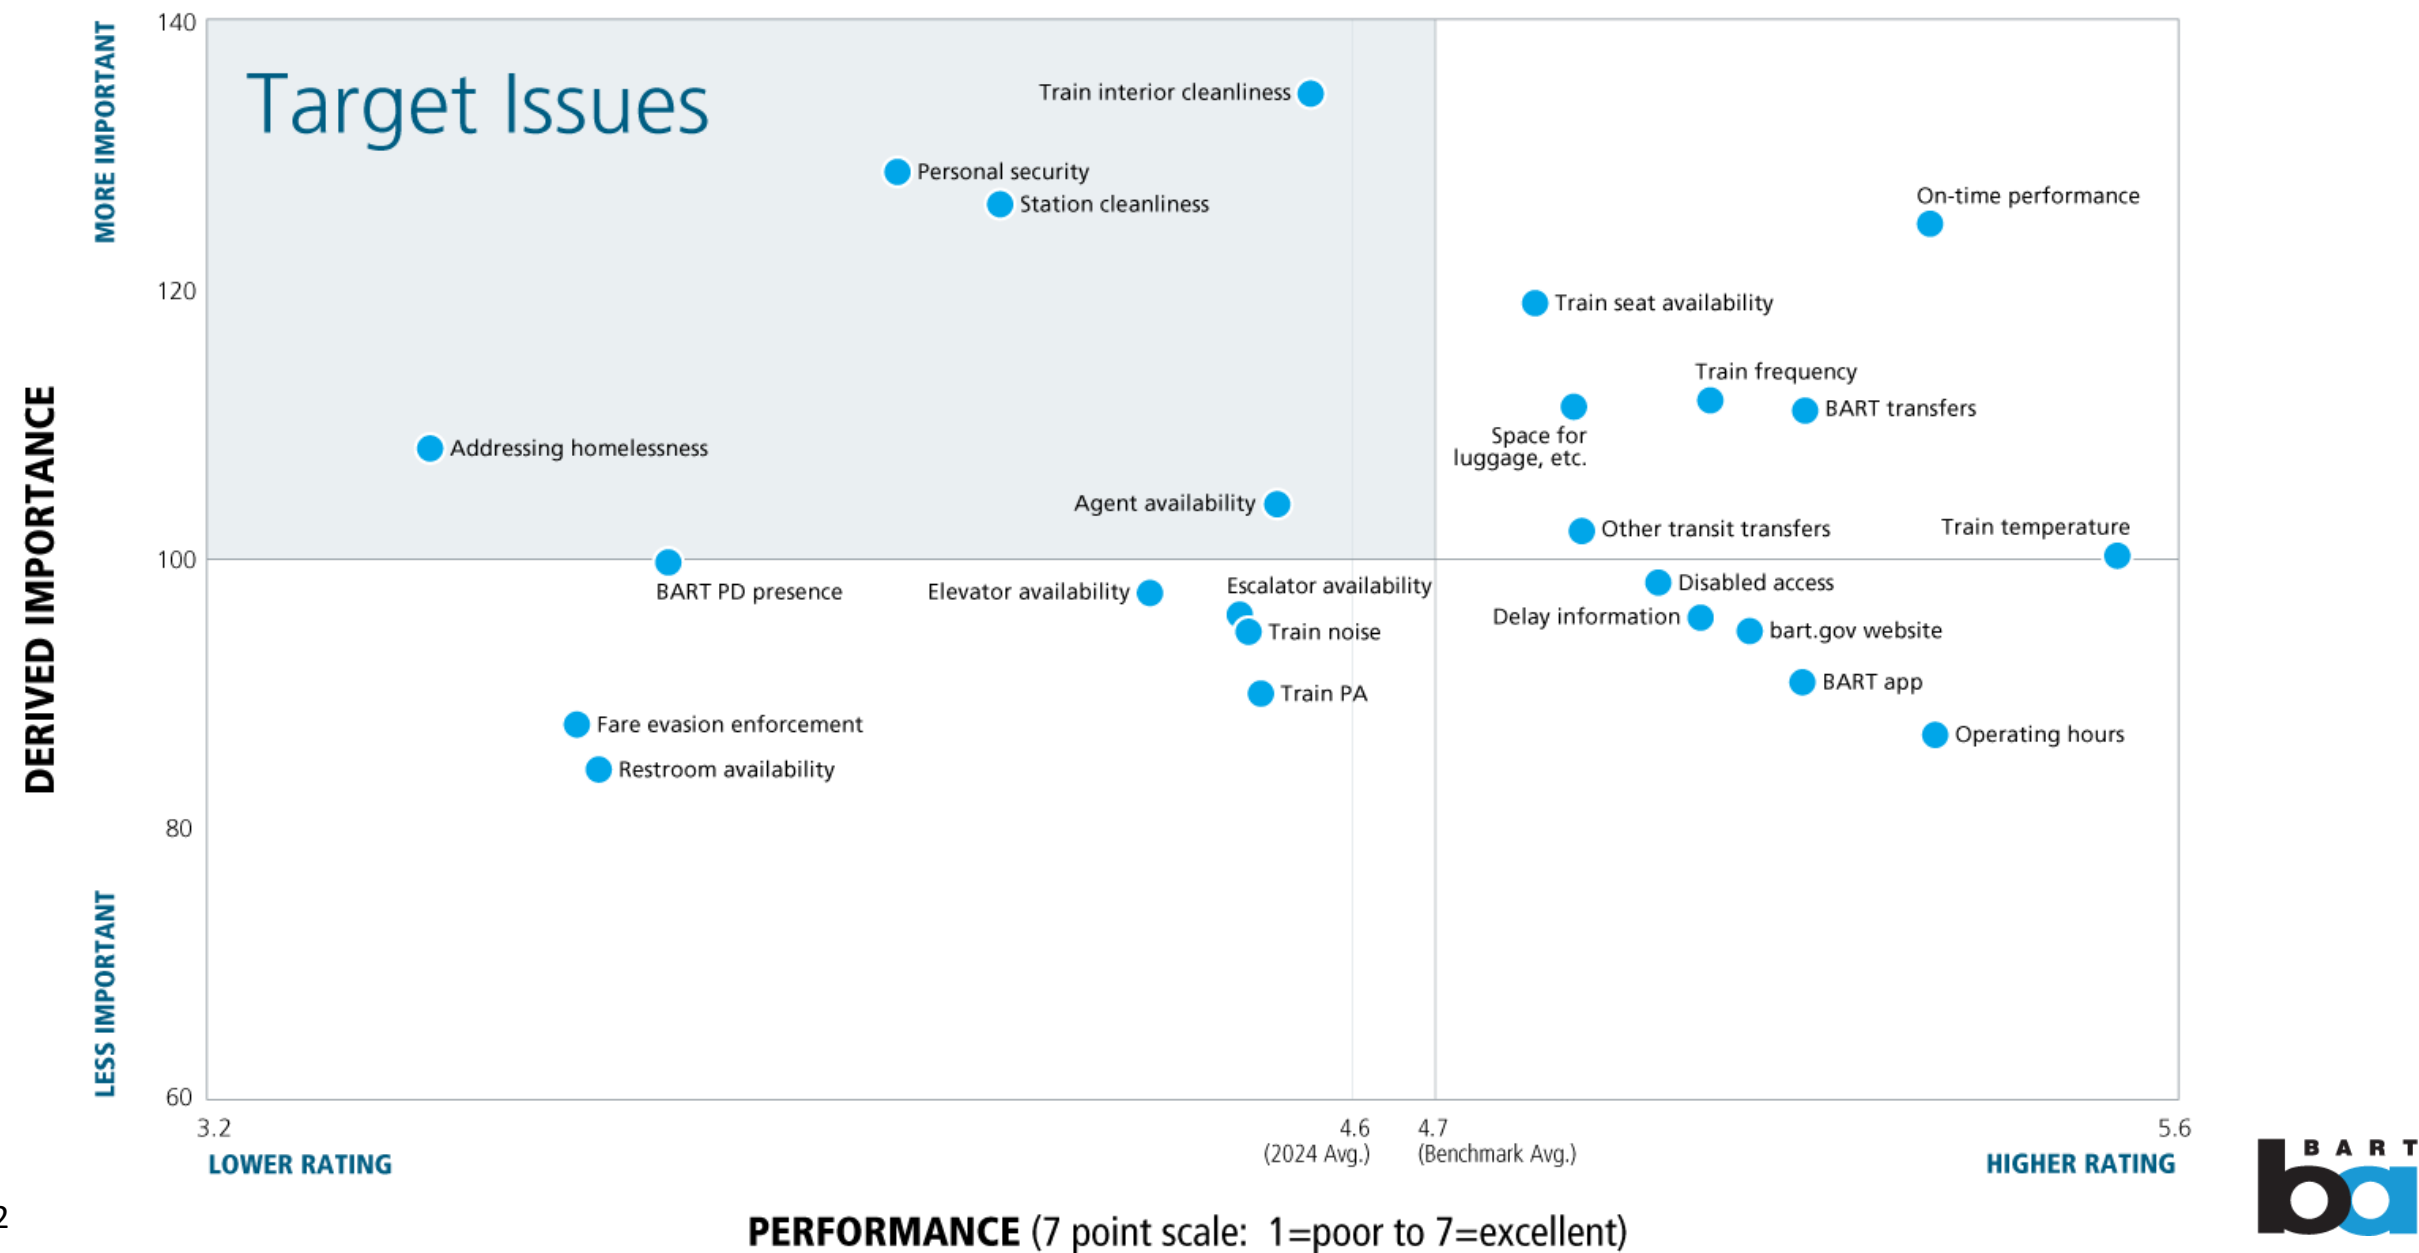 140
MORE IMPORTANT
Target Issues
Train interior cleanliness
Personal security
Station cleanliness
On-time performance
120
Train seat availability
Train frequency
BART transfers
Space for
luggage, etc.
DERIVED IMPORTANCE
Addressing homelessness
Agent availability
Other transit transfers
Train temperature
100
BART PD presence
Elevator availability
Escalator availability
Disabled access
Train noise
Delay information
bart.gov website
Train PA
BART app
Fare evasion enforcement
Operating hours
Restroom availability
80
LESS IMPORTANT
60
3.2
4.6
(2024 Avg.)
4.7
(Benchmark Avg.)
5.6
LOWER RATING
HIGHER RATING
PERFORMANCE (7 point scale: 1=poor to 7=excellent)
2
BART
ba